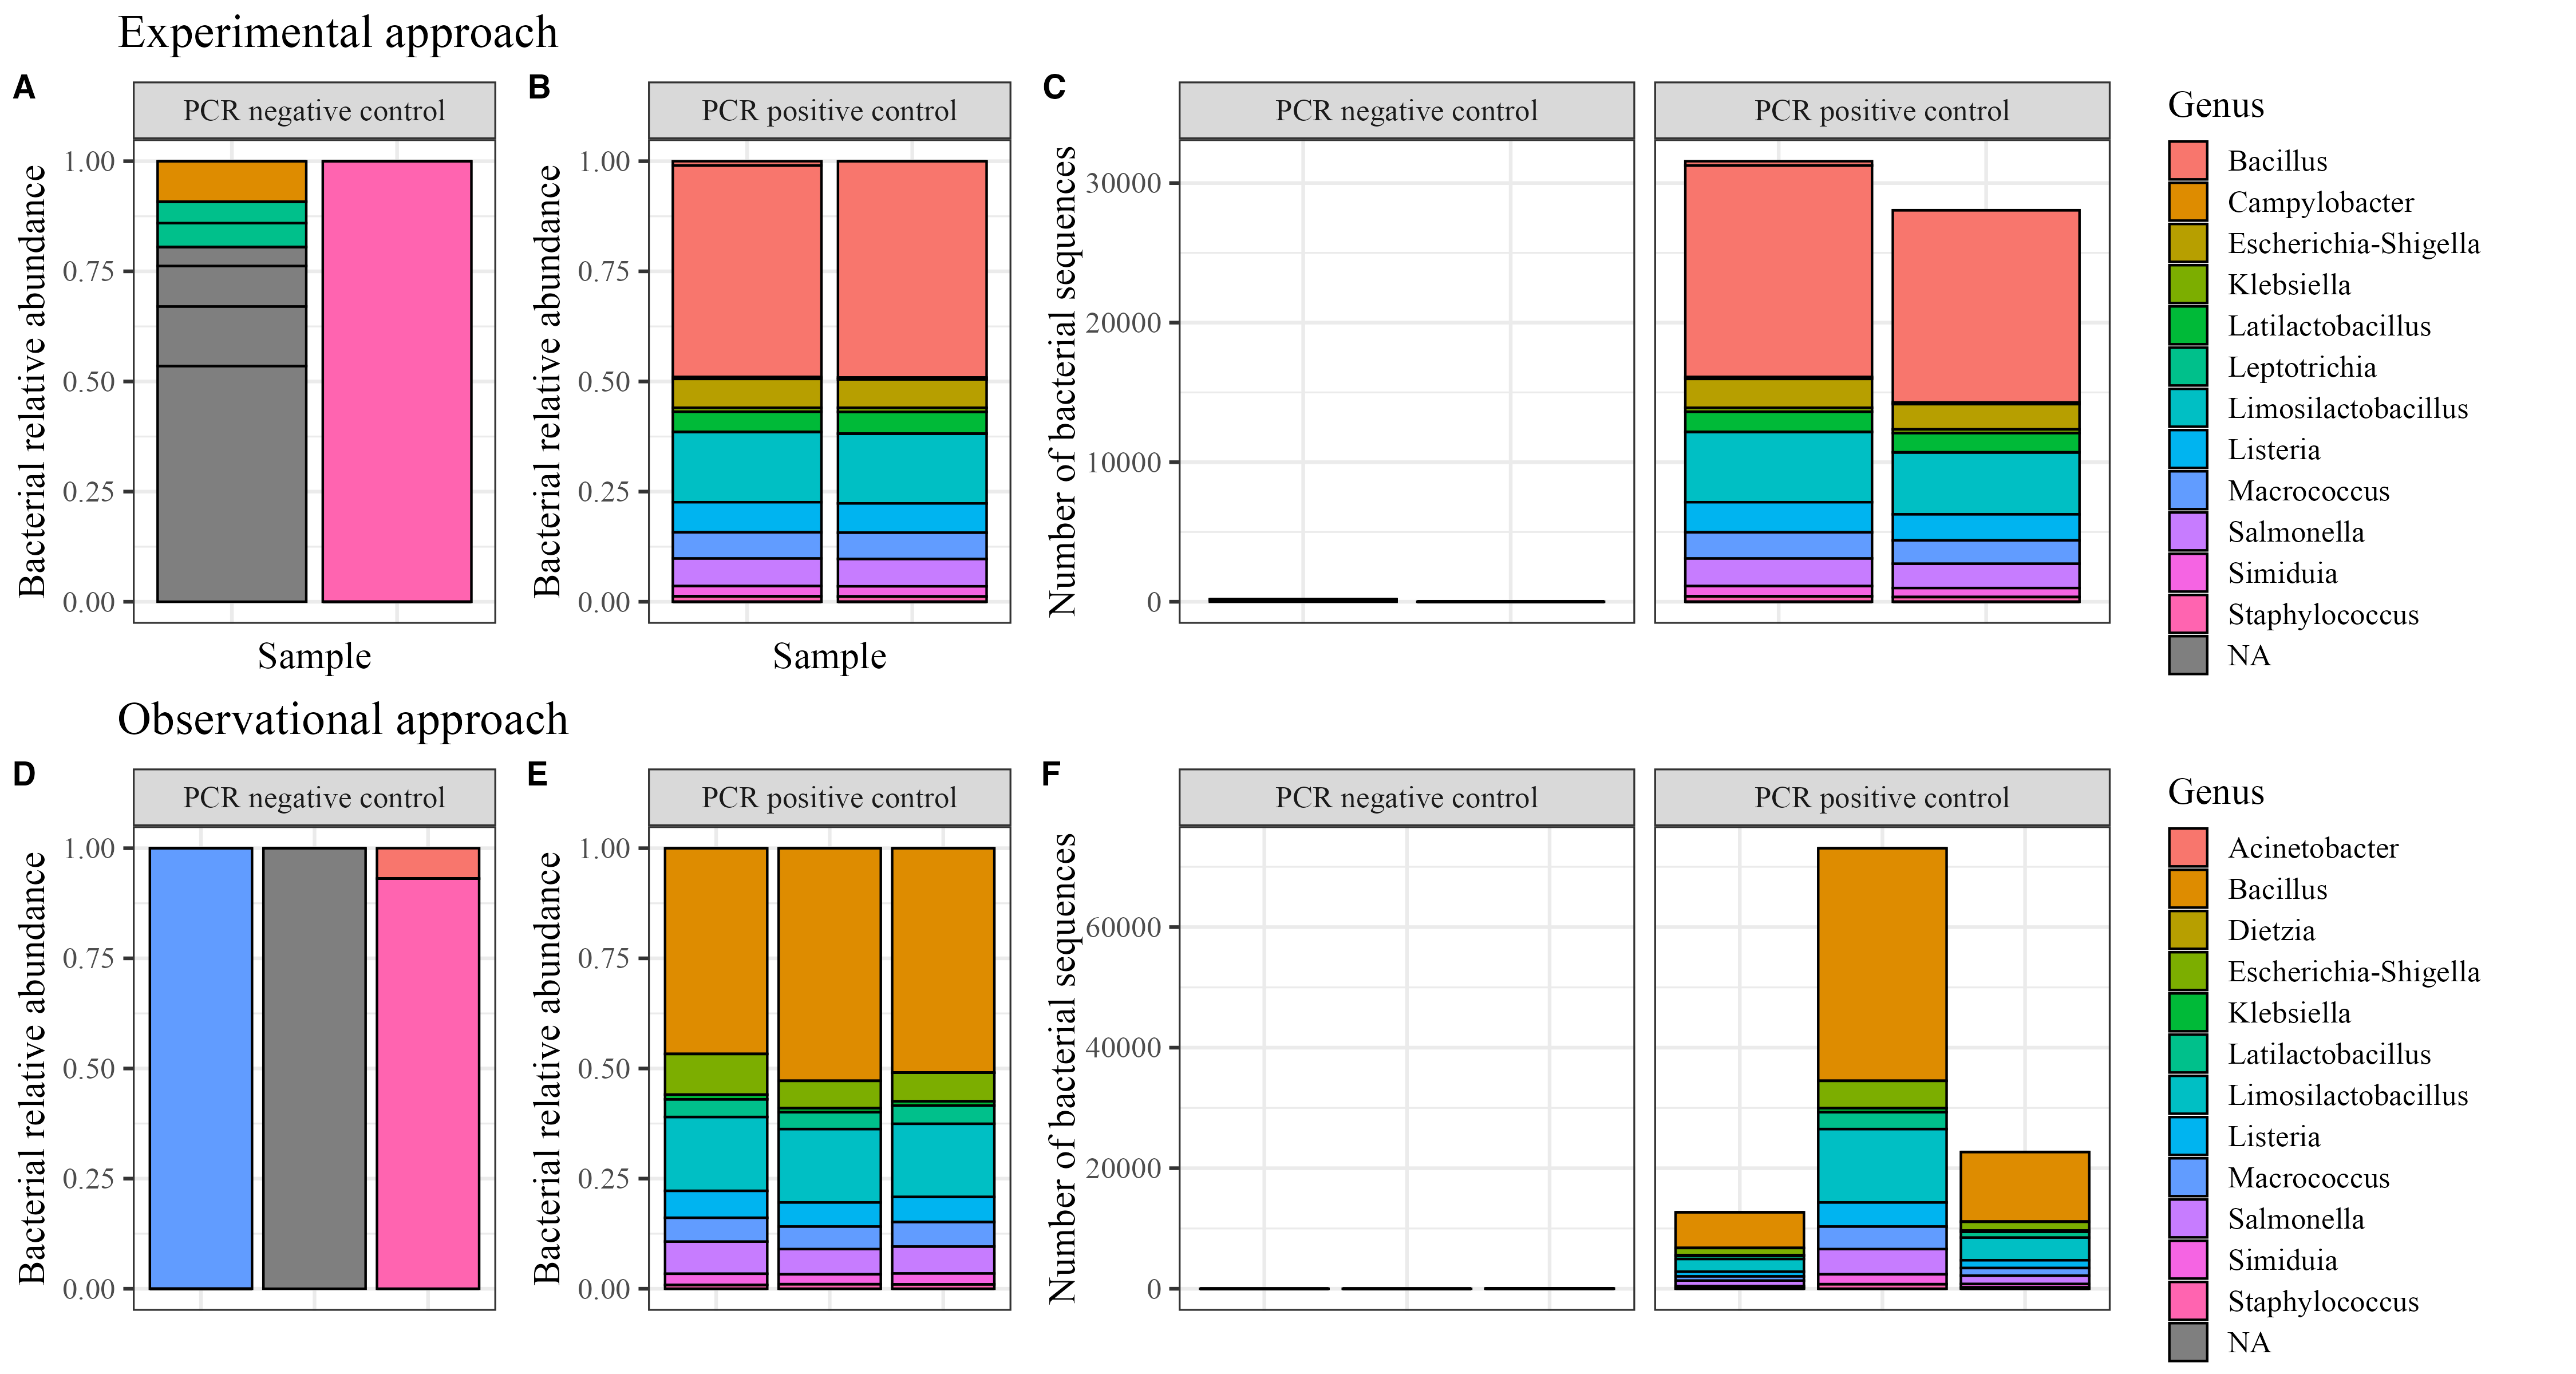 Experimental approach
A
PCR negative control
Bacterial relative abundance
1.00
0.75
0.50
0.25
0.00
Sample
B
PCR positive control
Bacterial relative abundance
1.00
0.75
0.50
0.25
0.00
Sample
C
PCR negative control
PCR positive control
Number of bacterial sequences
30000
20000
10000
0
Genus
Bacillus
Campylobacter
Escherichia-Shigella
Klebsiella
Latilactobacillus
Leptotrichia
Limosilactobacillus
Listeria
Macrococcus
Salmonella
Simiduia
Staphylococcus
NA
Observational approach
D
PCR negative control
Bacterial relative abundance
1.00
0.75
0.50
0.25
0.00
E
PCR positive control
Bacterial relative abundance
1.00
0.75
0.50
0.25
0.00
F
PCR negative control
PCR positive control
Number of bacterial sequences
60000
40000
20000
0
Genus
Acinetobacter
Bacillus
Dietzia
Escherichia-Shigella
Klebsiella
Latilactobacillus
Limosilactobacillus
Listeria
Macrococcus
Salmonella
Simiduia
Staphylococcus
NA